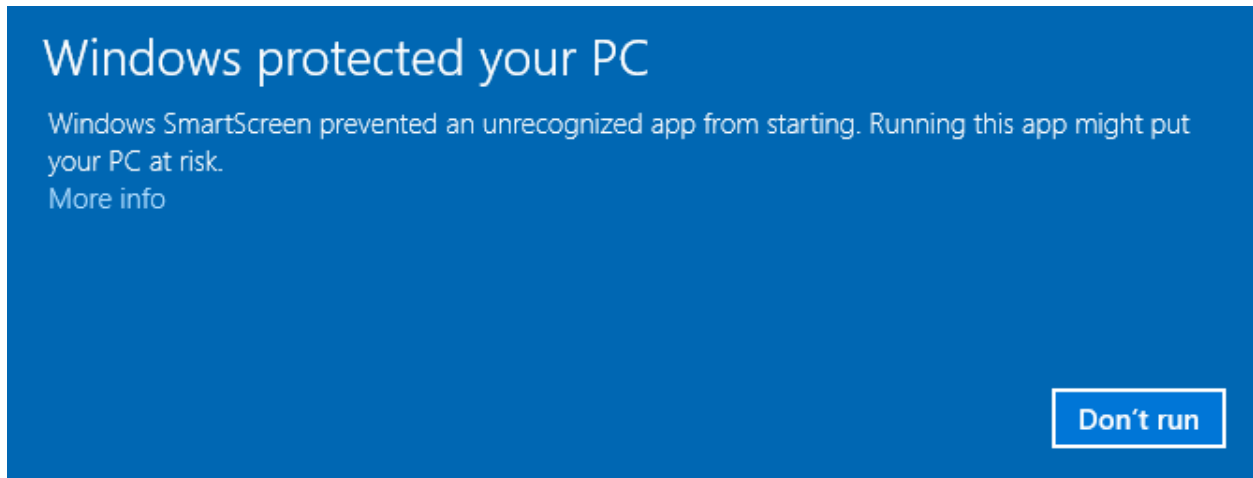 Windows protected your PC
Windows SmartScreen prevented an unrecognized app from starting. Running this app might put
your PC at risk.
More info
Don’t run